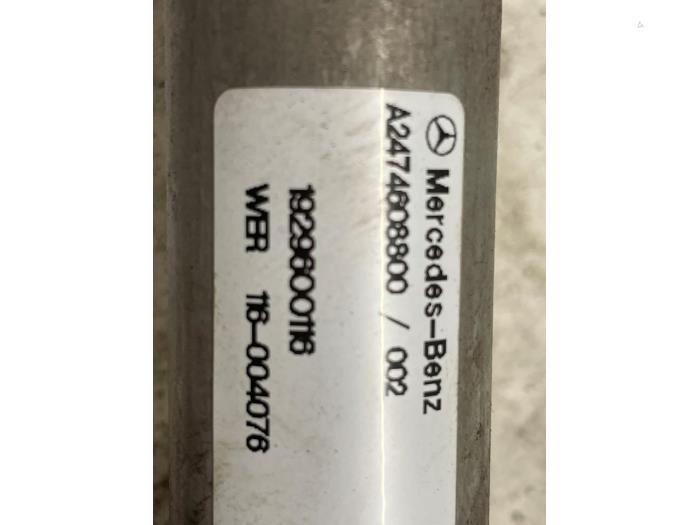 Mercedes-Benz
A2474608800 / 002
1929600116
WER 116-004076